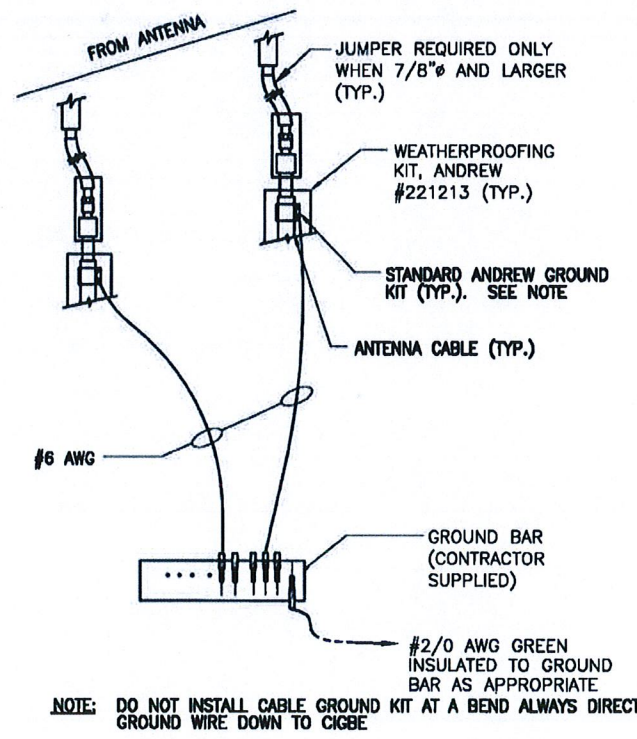 FROM ANTENNA
JUMPER REQUIRED ONLY
WHEN 7/8"ø AND LARGER
(TYP.)
WEATHERPROOFING
KIT, ANDREW
#221213 (TYP.)
STANDARD ANDREW GROUND
KIT (TYP.). SEE NOTE
ANTENNA CABLE (TYP.)
#6 AWG
GROUND BAR
(CONTRACTOR
SUPPLIED)
#2/0 AWG GREEN
INSULATED TO GROUND
BAR AS APPROPRIATE
NOTE: DO NOT INSTALL CABLE GROUND KIT AT A BEND ALWAYS DIRECT
GROUND WIRE DOWN TO CIGBE